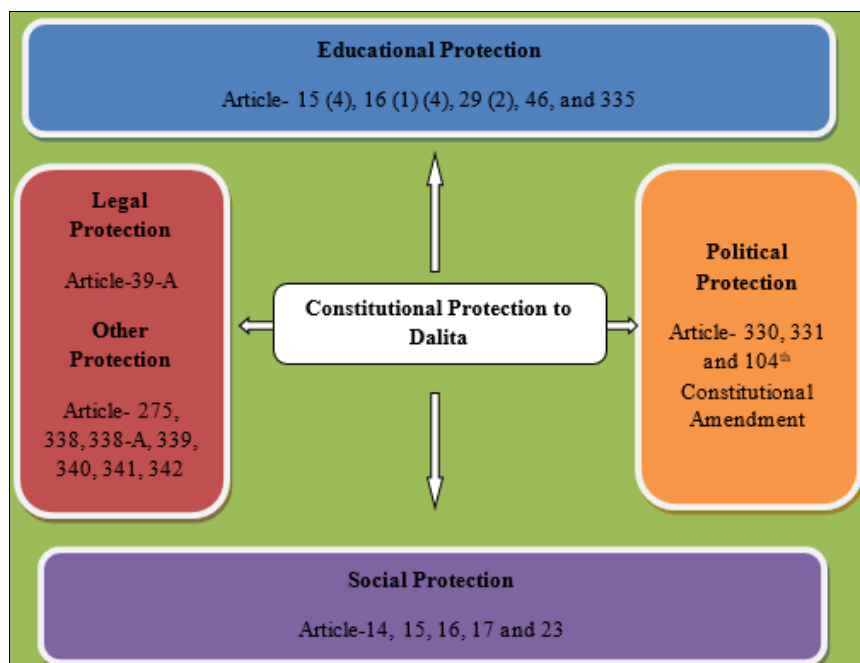 Educational Protection
Article- 15 (4), 16 (1) (4), 29 (2), 46, and 335
Legal
Protection
Article-39-A
Other
Protection
Article- 275,
338, 338-A, 339,
340, 341, 342
Constitutional Protection to
Dalita
Political
Protection
Article- 330, 331
and 104th
Constitutional
Amendment
Social Protection
Article-14, 15, 16, 17 and 23